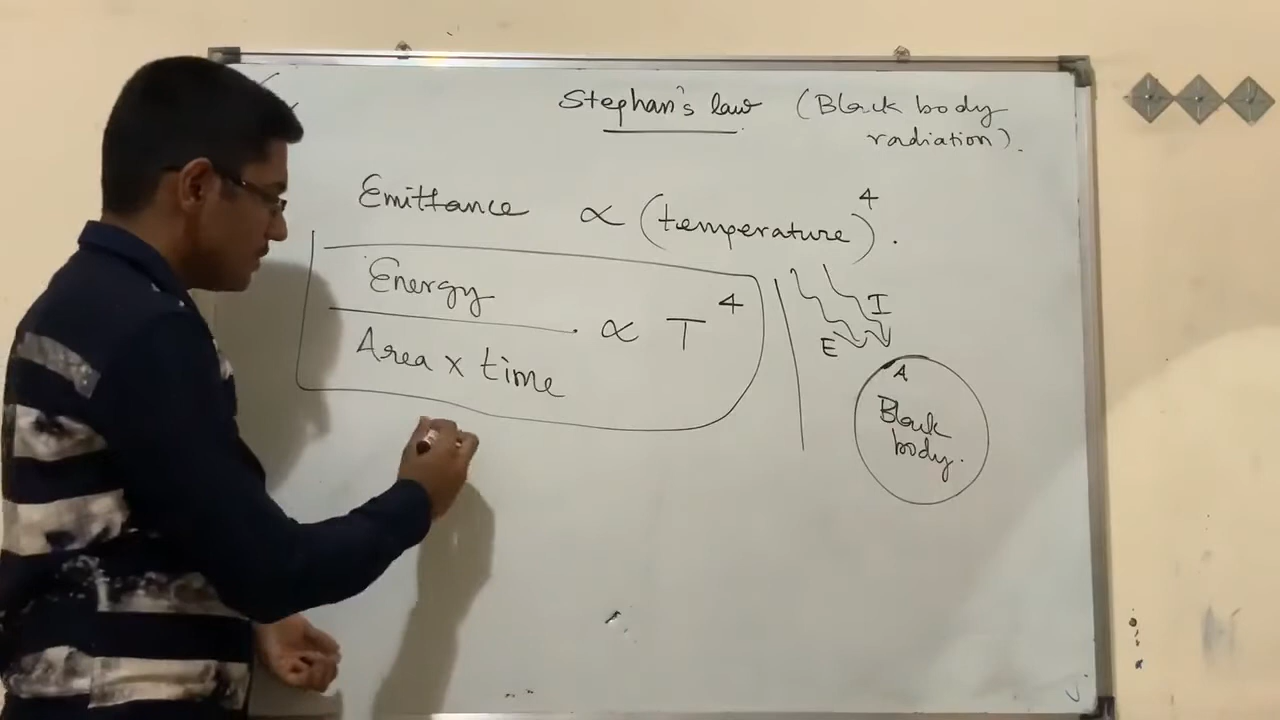 Stephan's law (Black body
radiation).
Emittance ∝ (temperature)⁴.
Energy
Area x time
∝ T⁴
I
E
A
Black
body.